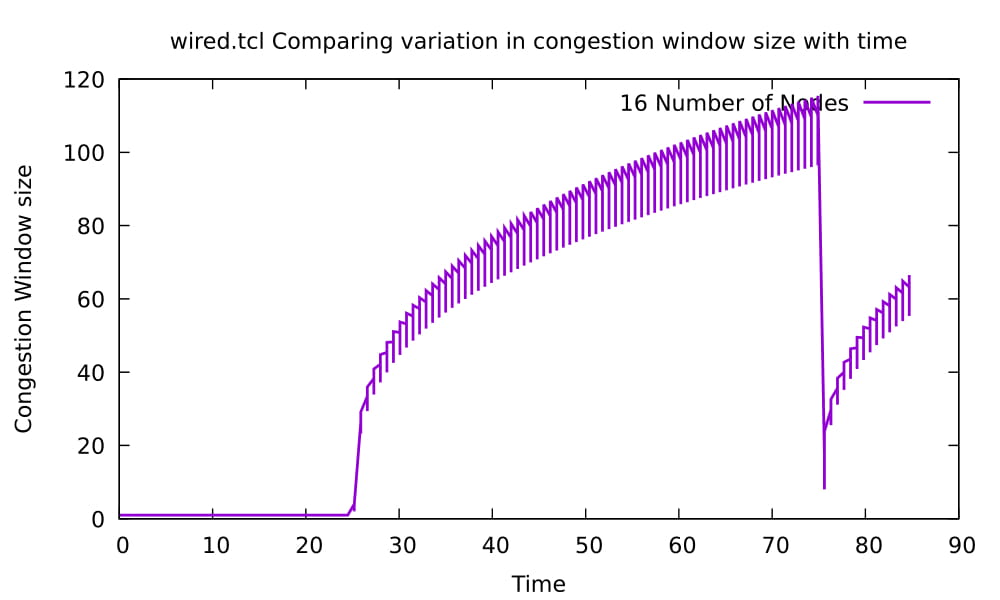 wired.tcl Comparing variation in congestion window size with time
120
100
80
60
40
20
0
Congestion Window size
16 Number of Nodes
0 10 20 30 40 50 60 70 80 90
Time